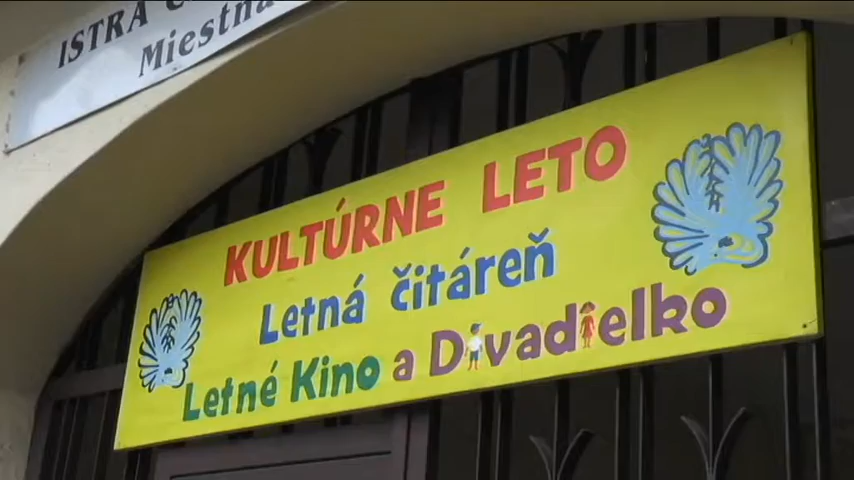 ISTRA
Miestna
KULTÚRNE LETO
Letná čitáreň
Letné Kino a Divadielko